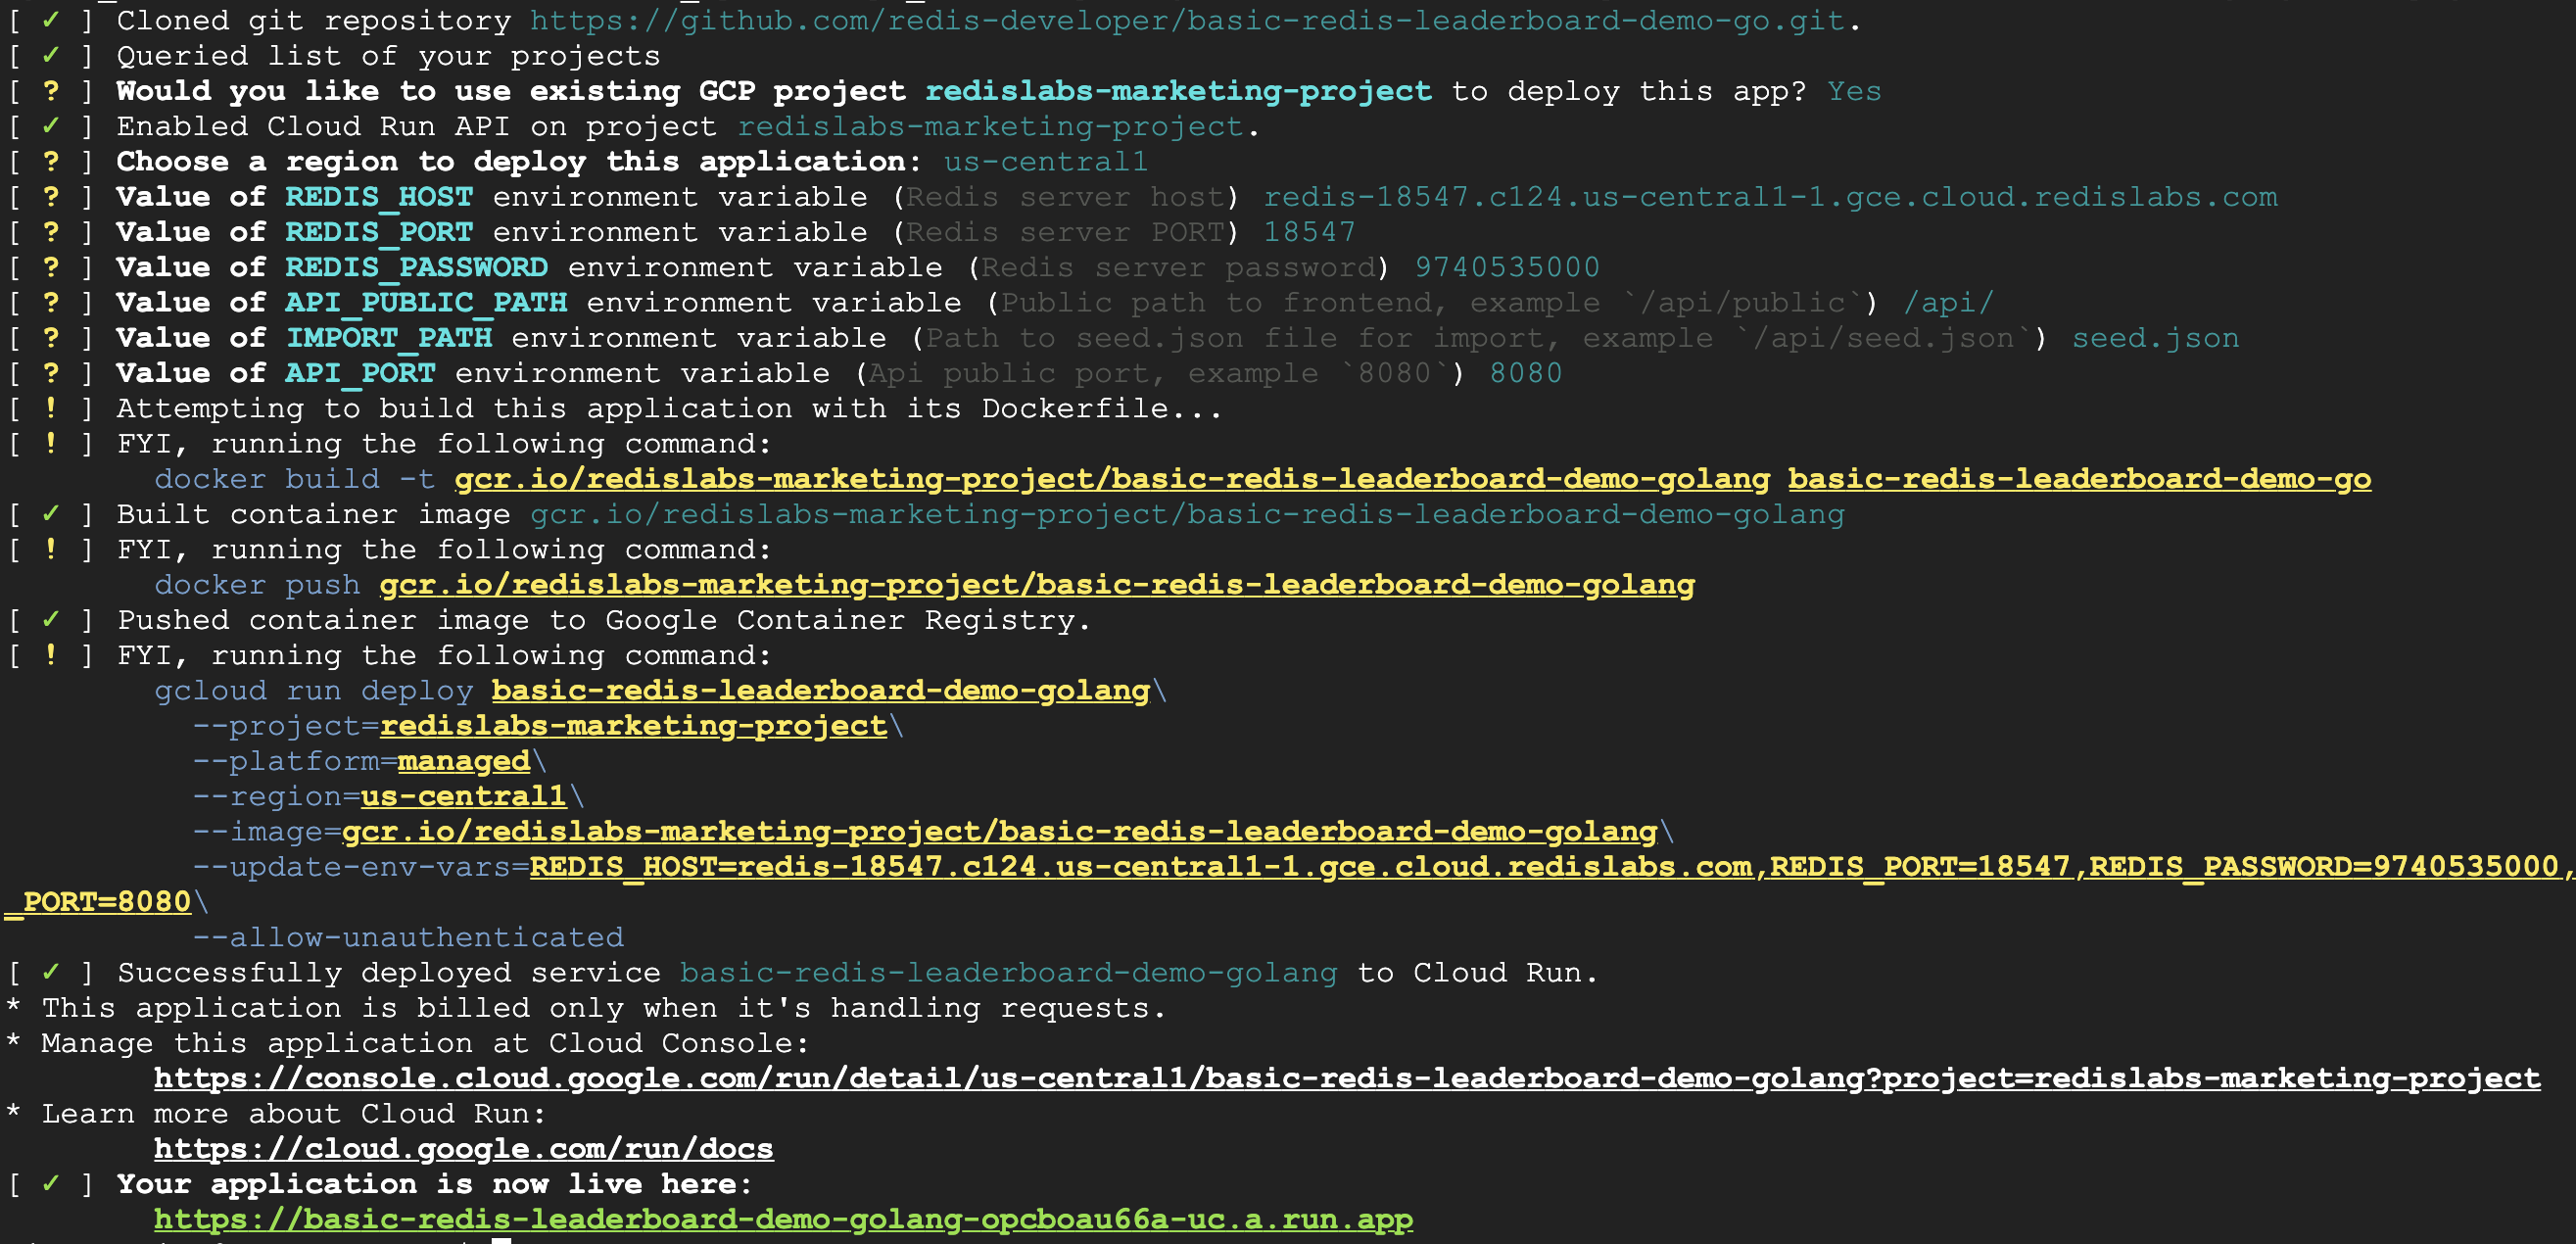 [ ✓ ] Cloned git repository https://github.com/redis-developer/basic-redis-leaderboard-demo-go.git.
[ ✓ ] Queried list of your projects
[ ? ] Would you like to use existing GCP project redislabs-marketing-project to deploy this app? Yes
[ ✓ ] Enabled Cloud Run API on project redislabs-marketing-project.
[ ? ] Choose a region to deploy this application: us-central1
[ ? ] Value of REDIS_HOST environment variable (Redis server host) redis-18547.c124.us-central1-1.gce.cloud.redislabs.com
[ ? ] Value of REDIS_PORT environment variable (Redis server PORT) 18547
[ ? ] Value of REDIS_PASSWORD environment variable (Redis server password) 9740535000
[ ? ] Value of API_PUBLIC_PATH environment variable (Public path to frontend, example `/api/public`) /api/
[ ? ] Value of IMPORT_PATH environment variable (Path to seed.json file for import, example `/api/seed.json`) seed.json
[ ? ] Value of API_PORT environment variable (Api public port, example `8080`) 8080
[ ! ] Attempting to build this application with its Dockerfile...
[ ! ] FYI, running the following command:
docker build -t gcr.io/redislabs-marketing-project/basic-redis-leaderboard-demo-golang basic-redis-leaderboard-demo-go
[ ✓ ] Built container image gcr.io/redislabs-marketing-project/basic-redis-leaderboard-demo-golang
[ ! ] FYI, running the following command:
docker push gcr.io/redislabs-marketing-project/basic-redis-leaderboard-demo-golang
[ ✓ ] Pushed container image to Google Container Registry.
[ ! ] FYI, running the following command:
gcloud run deploy basic-redis-leaderboard-demo-golang\
--project=redislabs-marketing-project\
--platform=managed\
--region=us-central1\
--image=gcr.io/redislabs-marketing-project/basic-redis-leaderboard-demo-golang\
--update-env-vars=REDIS_HOST=redis-18547.c124.us-central1-1.gce.cloud.redislabs.com,REDIS_PORT=18547,REDIS_PASSWORD=9740535000,
_PORT=8080\
--allow-unauthenticated
[ ✓ ] Successfully deployed service basic-redis-leaderboard-demo-golang to Cloud Run.
* This application is billed only when it's handling requests.
* Manage this application at Cloud Console:
https://console.cloud.google.com/run/detail/us-central1/basic-redis-leaderboard-demo-golang?project=redislabs-marketing-project
* Learn more about Cloud Run:
https://cloud.google.com/run/docs
[ ✓ ] Your application is now live here:
https://basic-redis-leaderboard-demo-golang-opcboau66a-uc.a.run.app